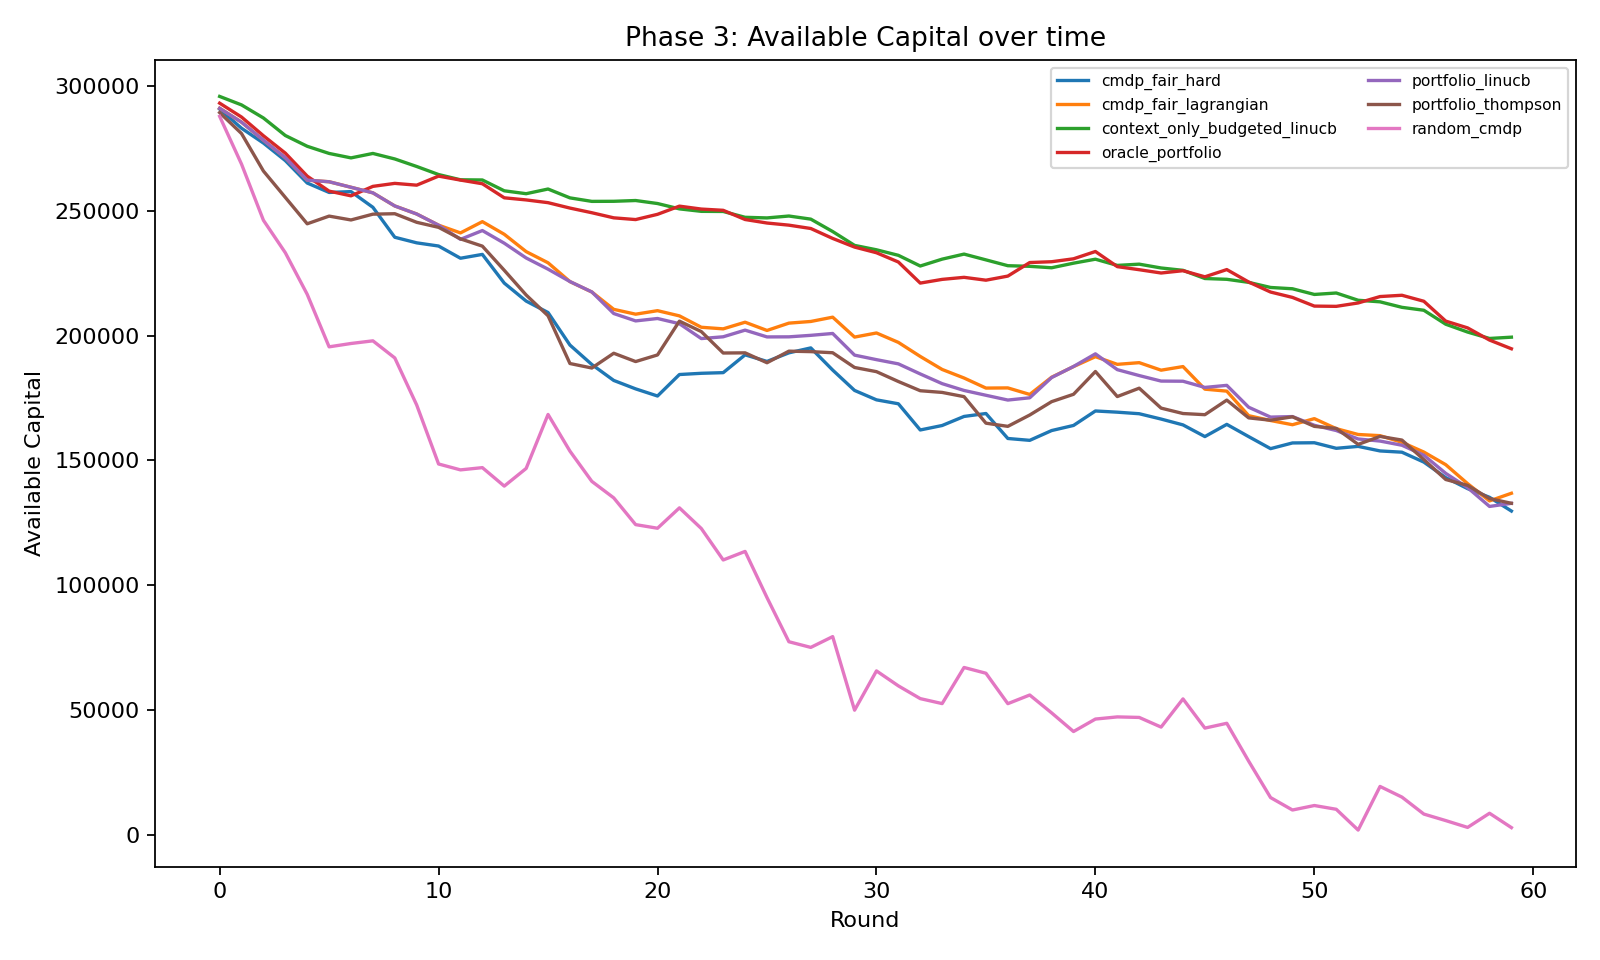 Phase 3: Available Capital over time
cmdp_fair_hard
cmdp_fair_lagrangian
context_only_budgeted_linucb
oracle_portfolio
portfolio_linucb
portfolio_thompson
random_cmdp
Available Capital
300000
250000
200000
150000
100000
50000
0
0 10 20 30 40 50 60
Round